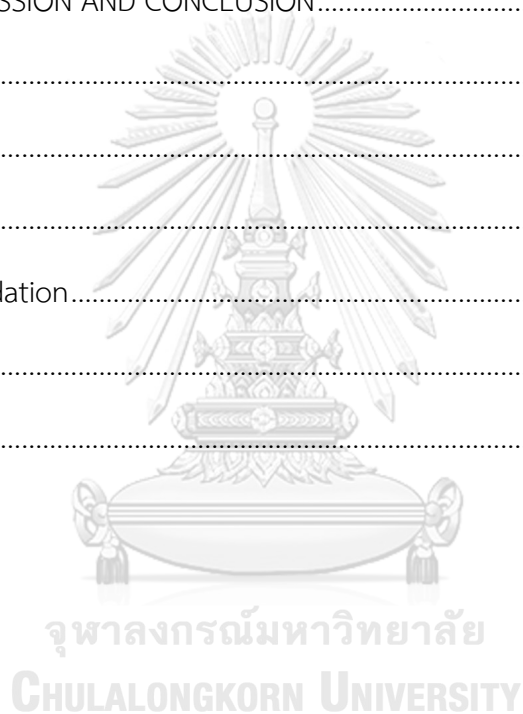 SSION AND CONCLUSION..............................
.................................................................
.................................................................
.................................................................
dation.........................................................
.................................................................
.................................................................
จุฬาลงกรณ์มหาวิทยาลัย
CHULALONGKORN UNIVERSITY